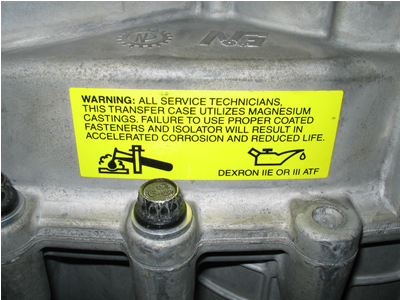 WARNING: ALL SERVICE TECHNICIANS,
THIS TRANSFER CASE UTILIZES MAGNESIUM
CASTINGS. FAILURE TO USE PROPER COATED
FASTENERS AND ISOLATOR WILL RESULT IN
ACCELERATED CORROSION AND REDUCED LIFE.
DEXRON IIE OR III ATF